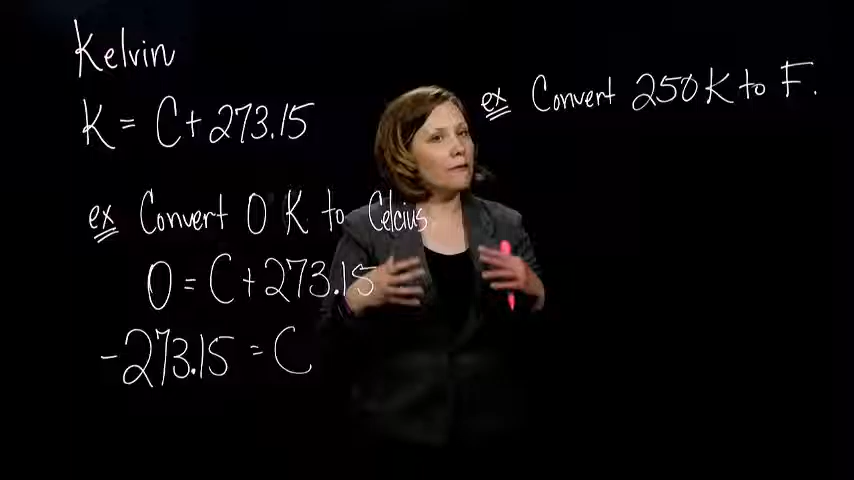 Kelvin
K = C + 273.15
ex Convert 0 K to Celcius.
0 = C + 273.15
-273.15 = C
ex Convert 250 K to F.